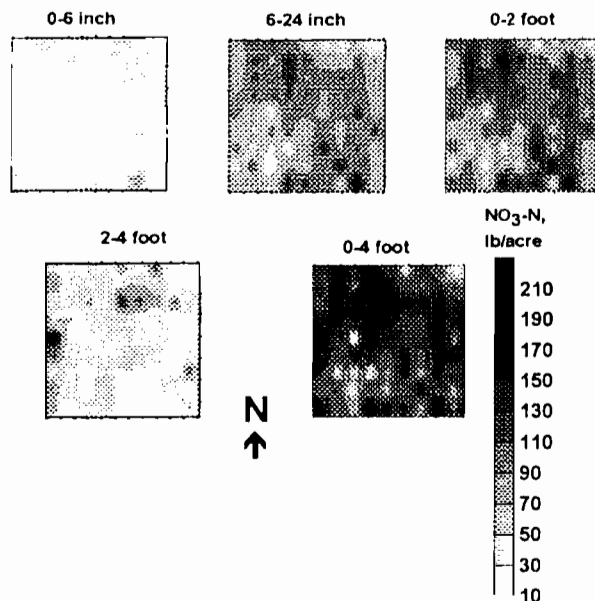 0-6 inch
6-24 inch
0-2 foot
2-4 foot
0-4 foot
NO3-N,
lb/acre
210
190
170
150
130
110
90
70
50
30
10
N